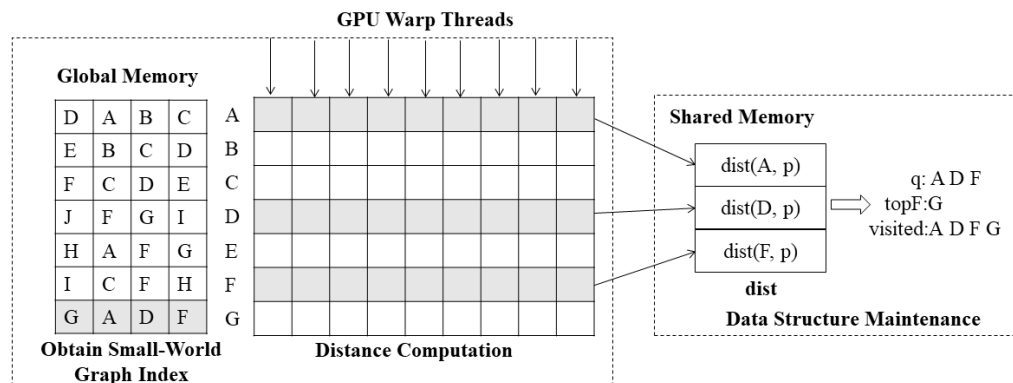 GPU Warp Threads
Global Memory
D A B C
E B C D
F C D E
J F G I
H A F G
I C F H
G A D F
Obtain Small-World
Graph Index
A
B
C
D
E
F
G
Distance Computation
Shared Memory
dist(A, p)
dist(D, p)
dist(F, p)
dist
q: A D F
topF:G
visited:A D F G
Data Structure Maintenance